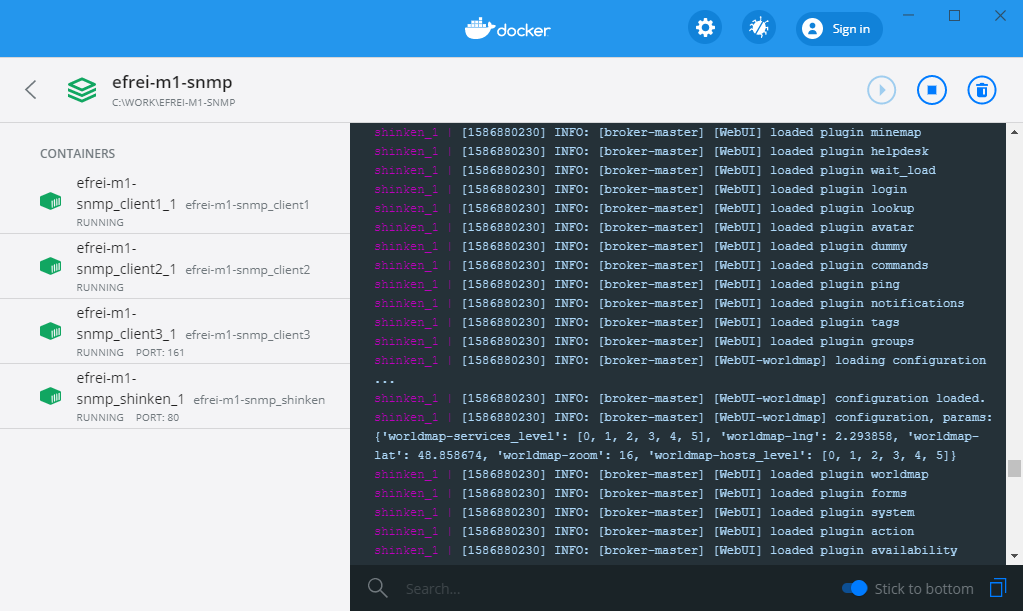 docker
Sign in
efrei-m1-snmp
C:\WORK\EFREI-M1-SNMP
CONTAINERS
efrei-m1-
snmp_client1_1 efrei-m1-snmp_client1
RUNNING
efrei-m1-
snmp_client2_1 efrei-m1-snmp_client2
RUNNING
efrei-m1-
snmp_client3_1 efrei-m1-snmp_client3
RUNNING PORT: 161
efrei-m1-
snmp_shinken_1 efrei-m1-snmp_shinken
RUNNING PORT: 80
shinken_1 | [1586880230] INFO: [broker-master] [WebUI] loaded plugin minemap
shinken_1 | [1586880230] INFO: [broker-master] [WebUI] loaded plugin helpdesk
shinken_1 | [1586880230] INFO: [broker-master] [WebUI] loaded plugin wait_load
shinken_1 | [1586880230] INFO: [broker-master] [WebUI] loaded plugin login
shinken_1 | [1586880230] INFO: [broker-master] [WebUI] loaded plugin lookup
shinken_1 | [1586880230] INFO: [broker-master] [WebUI] loaded plugin avatar
shinken_1 | [1586880230] INFO: [broker-master] [WebUI] loaded plugin dummy
shinken_1 | [1586880230] INFO: [broker-master] [WebUI] loaded plugin commands
shinken_1 | [1586880230] INFO: [broker-master] [WebUI] loaded plugin ping
shinken_1 | [1586880230] INFO: [broker-master] [WebUI] loaded plugin notifications
shinken_1 | [1586880230] INFO: [broker-master] [WebUI] loaded plugin tags
shinken_1 | [1586880230] INFO: [broker-master] [WebUI] loaded plugin groups
shinken_1 | [1586880230] INFO: [broker-master] [WebUI-worldmap] loading configuration
...
shinken_1 | [1586880230] INFO: [broker-master] [WebUI-worldmap] configuration loaded.
shinken_1 | [1586880230] INFO: [broker-master] [WebUI-worldmap] configuration, params:
{'worldmap-services_level': [0, 1, 2, 3, 4, 5], 'worldmap-lng': 2.293858, 'worldmap-
lat': 48.858674, 'worldmap-zoom': 16, 'worldmap-hosts_level': [0, 1, 2, 3, 4, 5]}
shinken_1 | [1586880230] INFO: [broker-master] [WebUI] loaded plugin worldmap
shinken_1 | [1586880230] INFO: [broker-master] [WebUI] loaded plugin forms
shinken_1 | [1586880230] INFO: [broker-master] [WebUI] loaded plugin system
shinken_1 | [1586880230] INFO: [broker-master] [WebUI] loaded plugin action
shinken_1 | [1586880230] INFO: [broker-master] [WebUI] loaded plugin availability
Search...
Stick to bottom